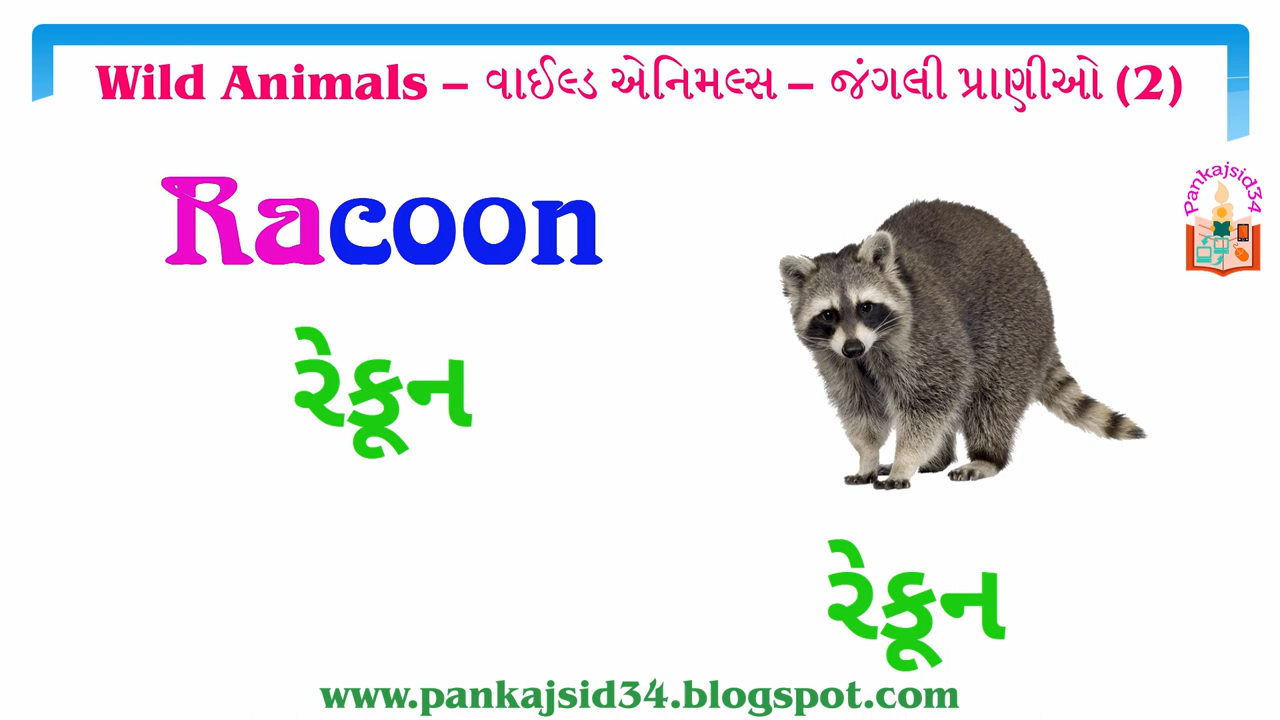 Wild Animals – વાઈલ્ડ એનિમલ્સ – જંગલી પ્રાણીઓ (2)
Pankajsid34
Racoon
રેકૂન
રેકૂન
www.pankajsid34.blogspot.com